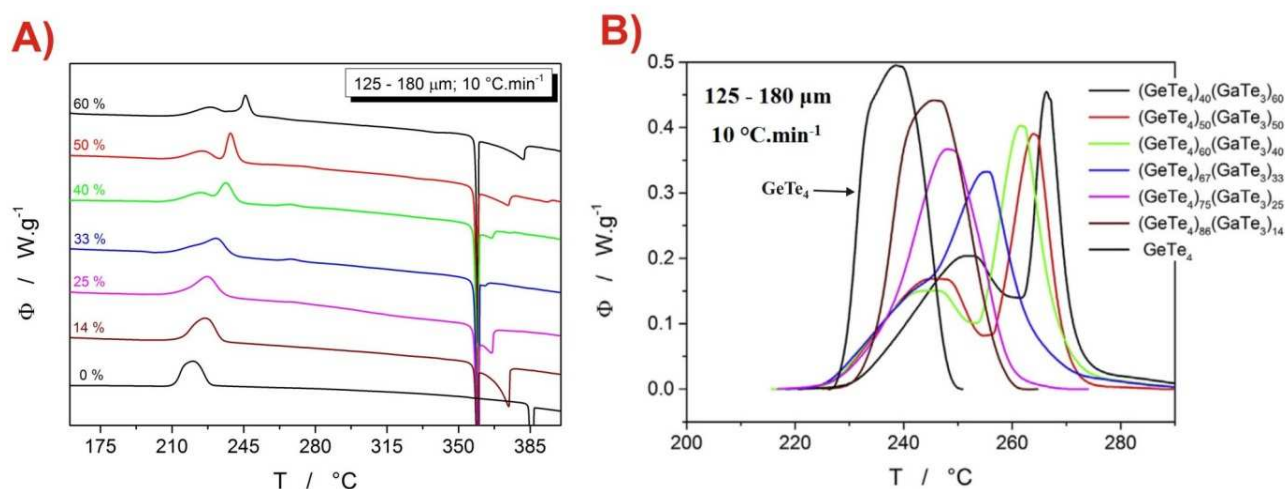 A)
125 - 180 μm; 10 °C.min-1
60 %
50 %
40 %
33 %
25 %
14 %
0 %
Φ / W.g-1
175 210 245 280 315 350 385
T / °C
B)
0.5
0.4
0.3
0.2
0.1
0.0
Φ / W.g-1
125 - 180 μm
10 °C.min-1
GeTe4
(GeTe4)40(GaTe3)60
(GeTe4)50(GaTe3)50
(GeTe4)60(GaTe3)40
(GeTe4)67(GaTe3)33
(GeTe4)75(GaTe3)25
(GeTe4)86(GaTe3)14
GeTe4
200 220 240 260 280
T / °C